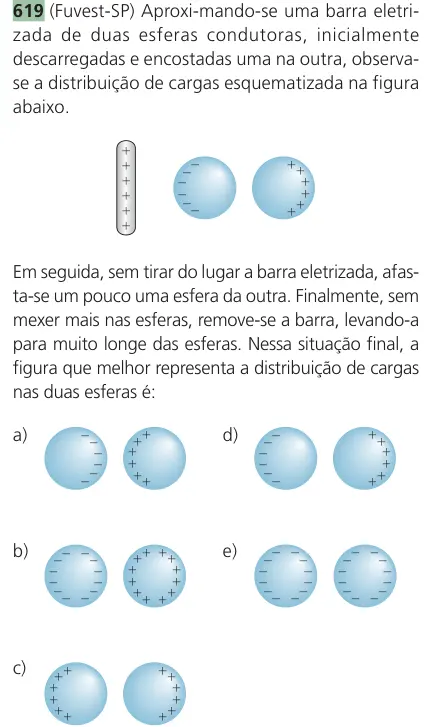 619 (Fuvest-SP) Aproxi-mando-se uma barra eletri-
zada de duas esferas condutoras, inicialmente
descarregadas e encostadas uma na outra, observa-
se a distribuição de cargas esquematizada na figura
abaixo.
Em seguida, sem tirar do lugar a barra eletrizada, afas-
ta-se um pouco uma esfera da outra. Finalmente, sem
mexer mais nas esferas, remove-se a barra, levando-a
para muito longe das esferas. Nessa situação final, a
figura que melhor representa a distribuição de cargas
nas duas esferas é:
a)
d)
b)
e)
c)